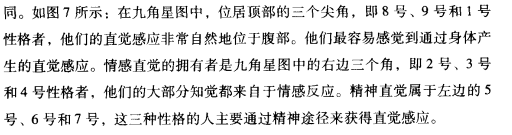 同。如图 7 所示：在九角星图中，位居顶部的三个尖角，即 8 号、9 号和 1 号
性格者，他们的直觉感应非常自然地位于腹部。他们最容易感觉到通过身体产
生的直觉感应。情感直觉的拥有者是九角星图中的右边三个角，即 2 号、3 号
和 4 号性格者，他们的大部分知觉都来自于情感反应。精神直觉属于左边的 5
号、6 号和 7 号，这三种性格的人主要通过精神途径来获得直觉感应。